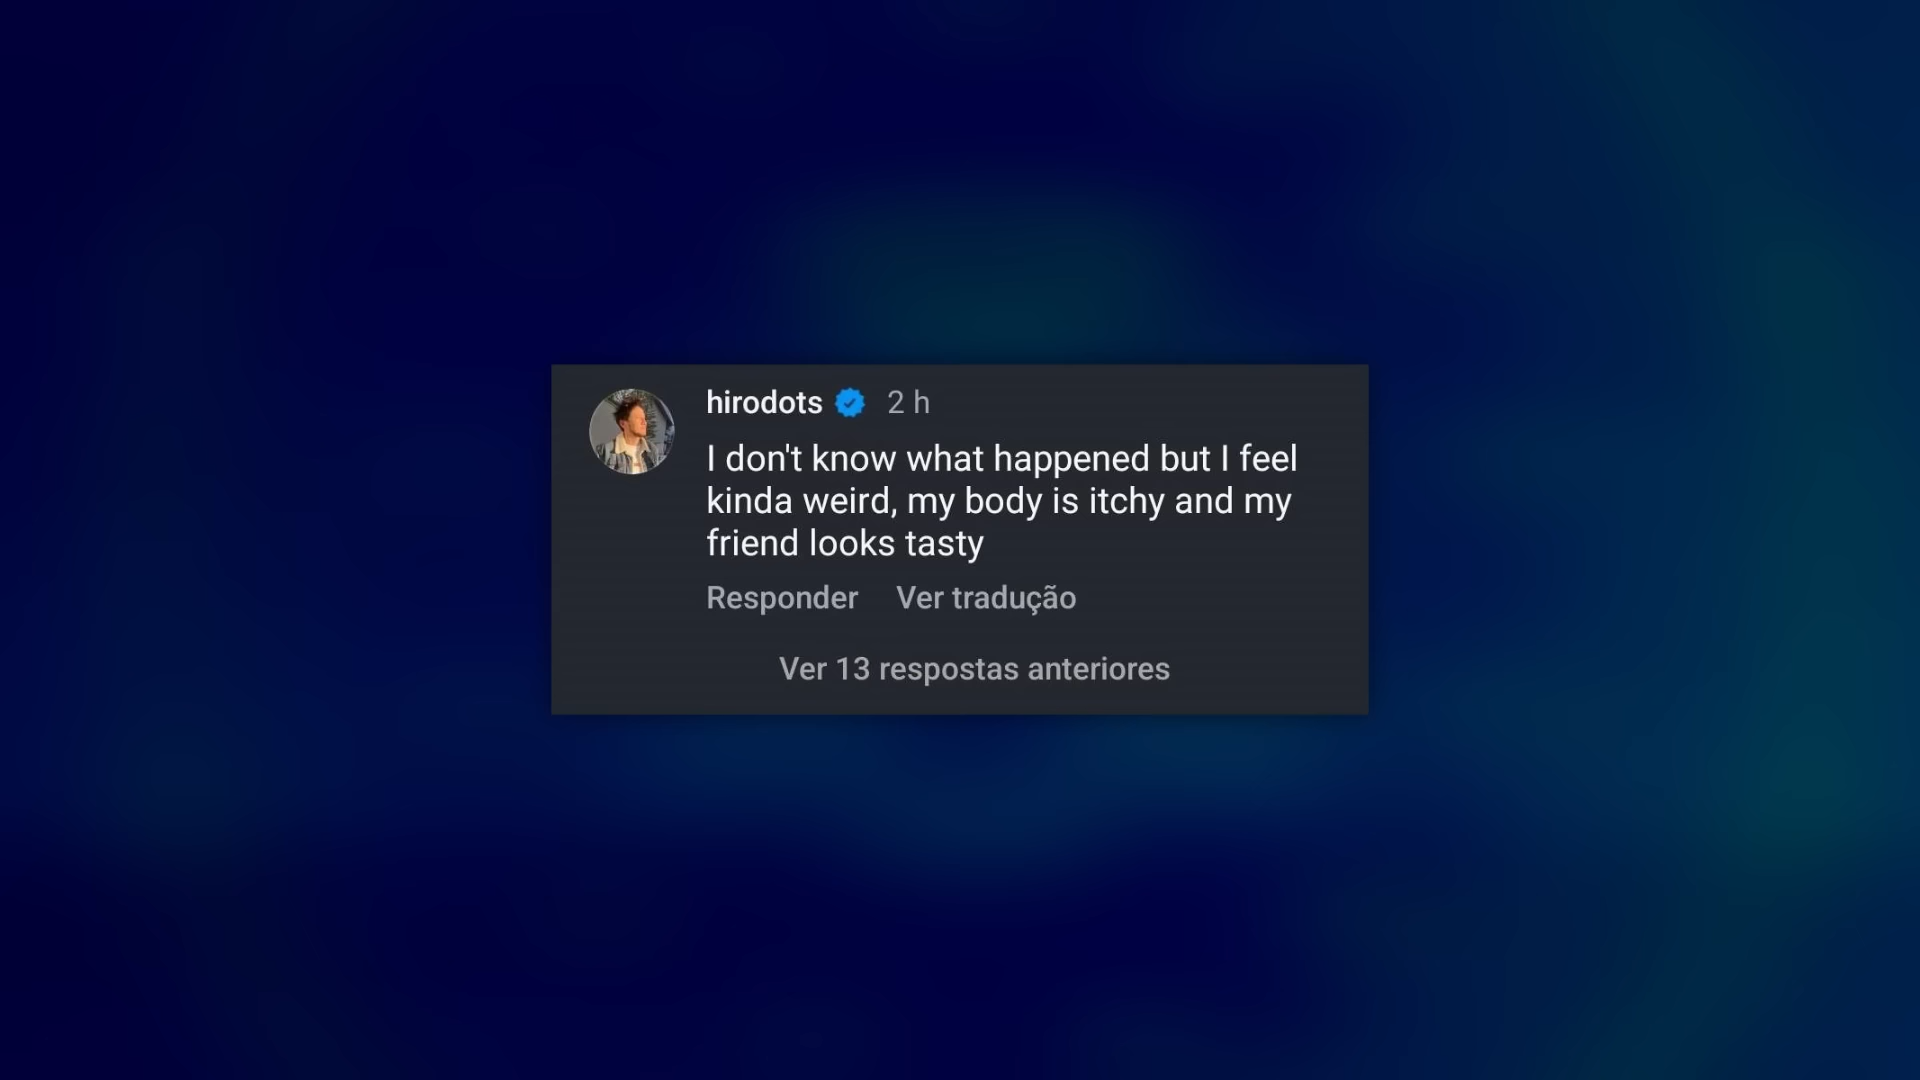 hirodots 2 h
I don't know what happened but I feel
kinda weird, my body is itchy and my
friend looks tasty
Responder Ver tradução
Ver 13 respostas anteriores